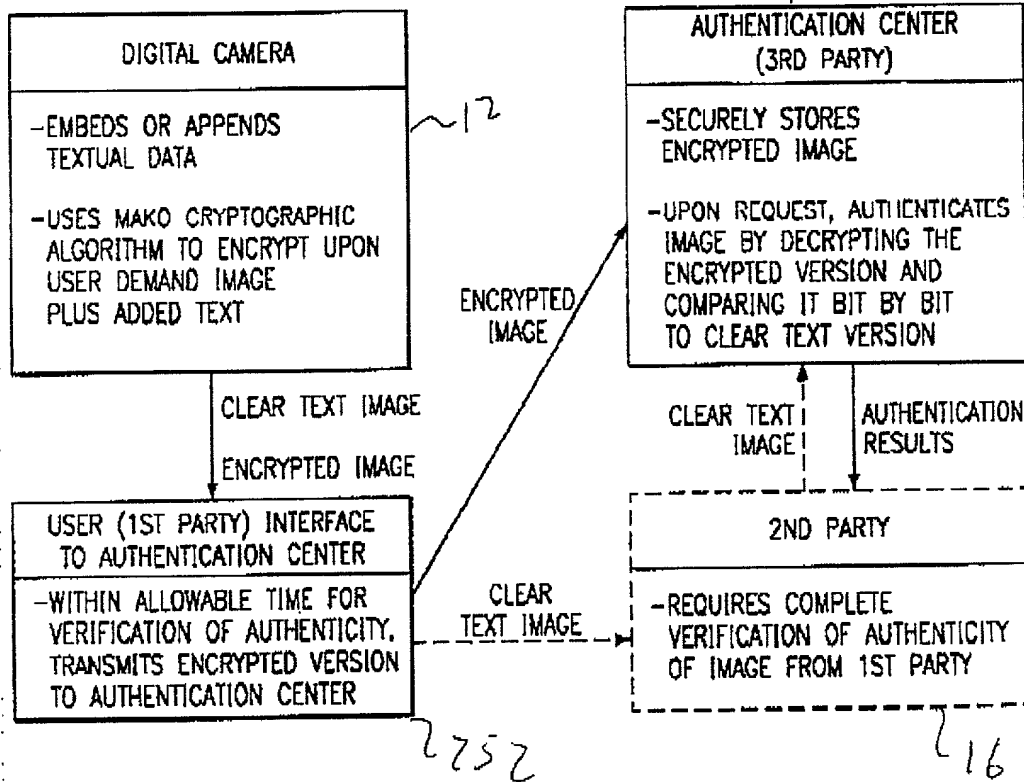 DIGITAL CAMERA
-EMBEDS OR APPENDS
TEXTUAL DATA
-USES MAKO CRYPTOGRAPHIC
ALGORITHM TO ENCRYPT UPON
USER DEMAND IMAGE
PLUS ADDED TEXT
12
CLEAR TEXT IMAGE
ENCRYPTED IMAGE
USER (1ST PARTY) INTERFACE
TO AUTHENTICATION CENTER
-WITHIN ALLOWABLE TIME FOR
VERIFICATION OF AUTHENTICITY,
TRANSMITS ENCRYPTED VERSION
TO AUTHENTICATION CENTER
252
ENCRYPTED
IMAGE
CLEAR
TEXT IMAGE
AUTHENTICATION CENTER
(3RD PARTY)
-SECURELY STORES
ENCRYPTED IMAGE
-UPON REQUEST, AUTHENTICATES
IMAGE BY DECRYPTING THE
ENCRYPTED VERSION AND
COMPARING IT BIT BY BIT
TO CLEAR TEXT VERSION
CLEAR TEXT
IMAGE
AUTHENTICATION
RESULTS
2ND PARTY
-REQUIRES COMPLETE
VERIFICATION OF AUTHENTICITY
OF IMAGE FROM 1ST PARTY
16